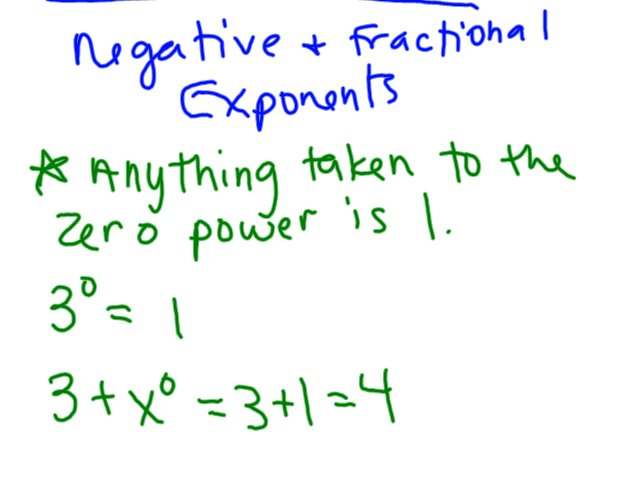 Negative + Fractional
Exponents
* Anything taken to the
zero power is 1.
3⁰ = 1
3 + x⁰ = 3+1 = 4